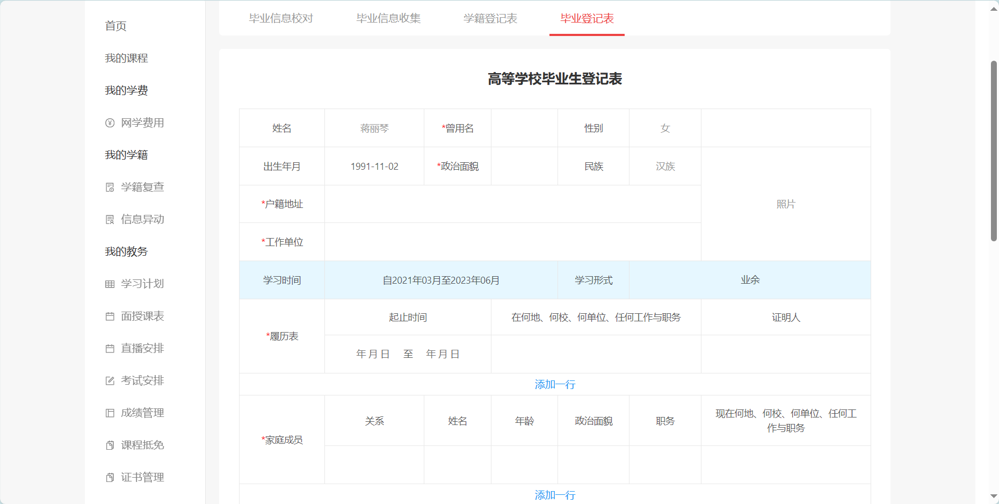 首页
我的课程
我的学费
网学费用
我的学籍
学籍复查
信息异动
我的教务
学习计划
面授课表
直播安排
考试安排
成绩管理
课程抵免
证书管理
毕业信息校对 毕业信息收集 学籍登记表 毕业登记表
高等学校毕业生登记表
姓名 蒋丽琴 *曾用名 性别 女
出生年月 1991-11-02 *政治面貌 民族 汉族
照片
*户籍地址
*工作单位
学习时间 自2021年03月至2023年06月 学习形式 业余
*履历表
起止时间 在何地、何校、何单位、任何工作与职务 证明人
年 月 日 至 年 月 日
添加一行
*家庭成员
关系 姓名 年龄 政治面貌 职务 现在何地、何校、何单位、任何工
作与职务
添加一行